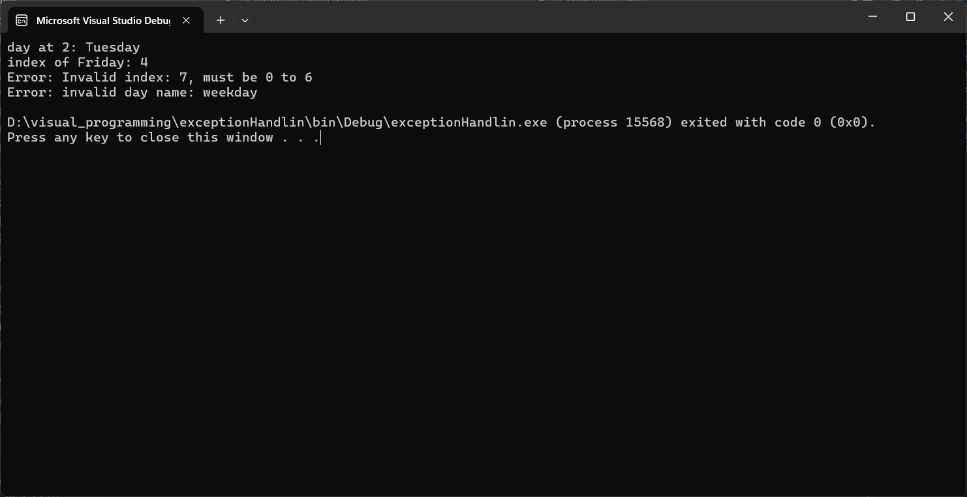 Microsoft Visual Studio Debu
day at 2: Tuesday
index of Friday: 4
Error: Invalid index: 7, must be 0 to 6
Error: invalid day name: weekday
D:\visual_programming\exceptionHandlin\bin\Debug\exceptionHandlin.exe (process 15568) exited with code 0 (0x0).
Press any key to close this window . . .